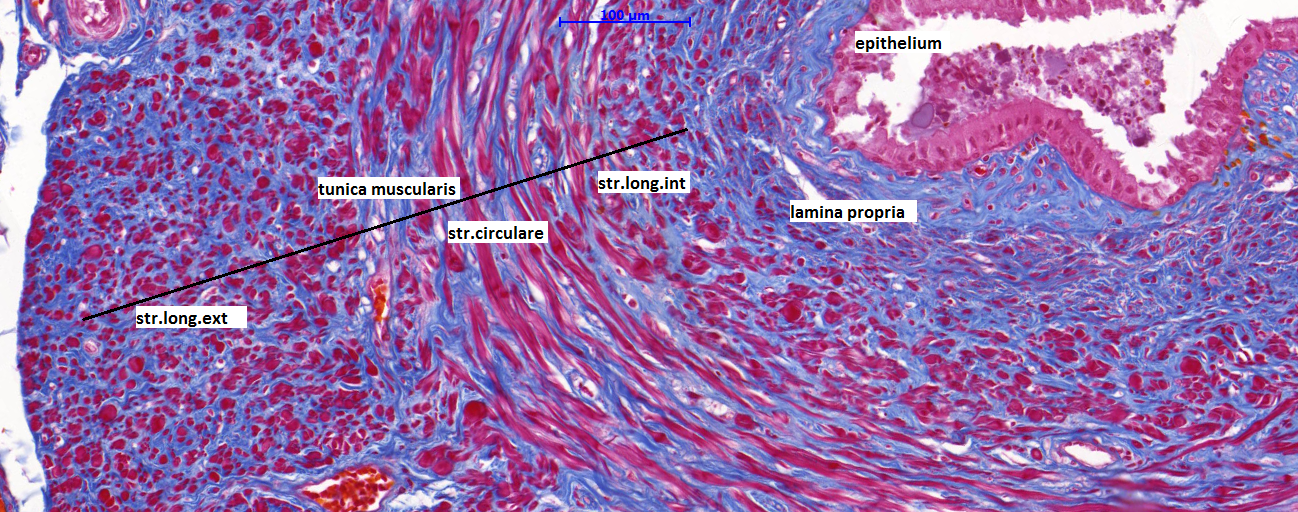 100 µm
epithelium
tunica muscularis
str.long.int
lamina propria
str.circulare
str.long.ext